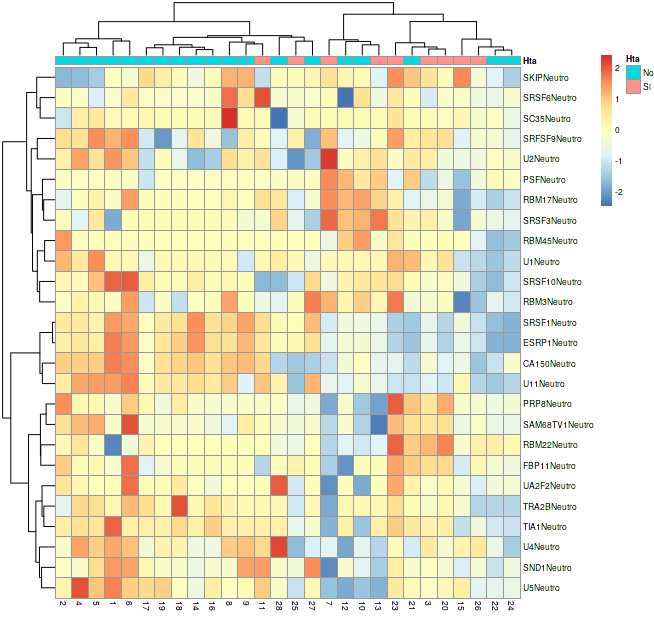 Hta
2
1
0
-1
-2
Hta
No
Si
SKIPNeutro
SRSF6Neutro
SC35Neutro
SRFSF9Neutro
U2Neutro
PSFNeutro
RBM17Neutro
SRSF3Neutro
RBM45Neutro
U1Neutro
SRSF10Neutro
RBM3Neutro
SRSF1Neutro
ESRP1Neutro
CA150Neutro
U11Neutro
PRP8Neutro
SAM68TV1Neutro
RBM22Neutro
FBP11Neutro
UA2F2Neutro
TRA2BNeutro
TIA1Neutro
U4Neutro
SND1Neutro
U5Neutro
2 4 5 1 6 17 19 18 14 16 8 9 11 28 25 27 7 12 10 13 23 21 3 20 15 26 22 24